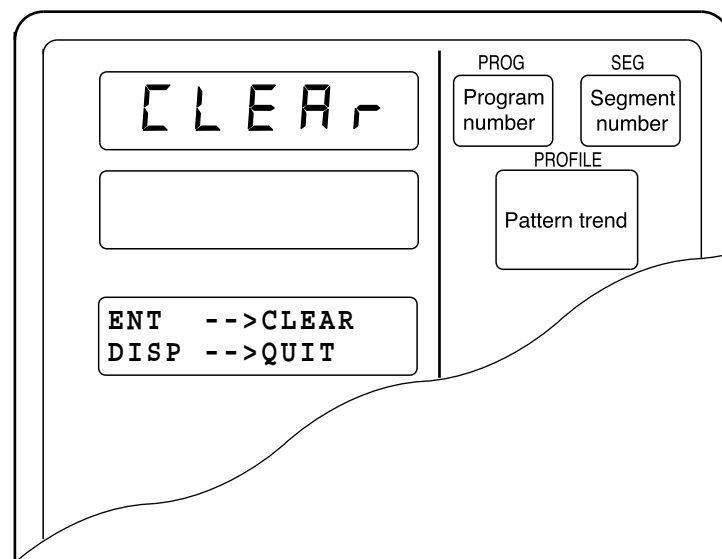 CLEAr
ENT -->CLEAR
DISP -->QUIT
PROG
Program
number
SEG
Segment
number
PROFILE
Pattern trend